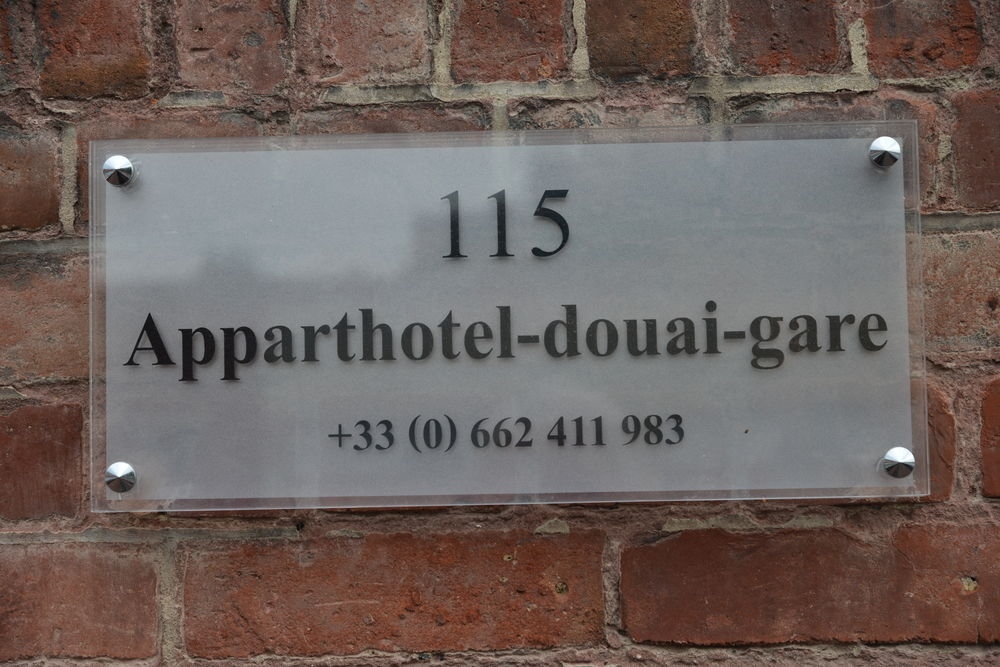 115
Apparthotel-douai-gare
+33 (0) 662 411 983